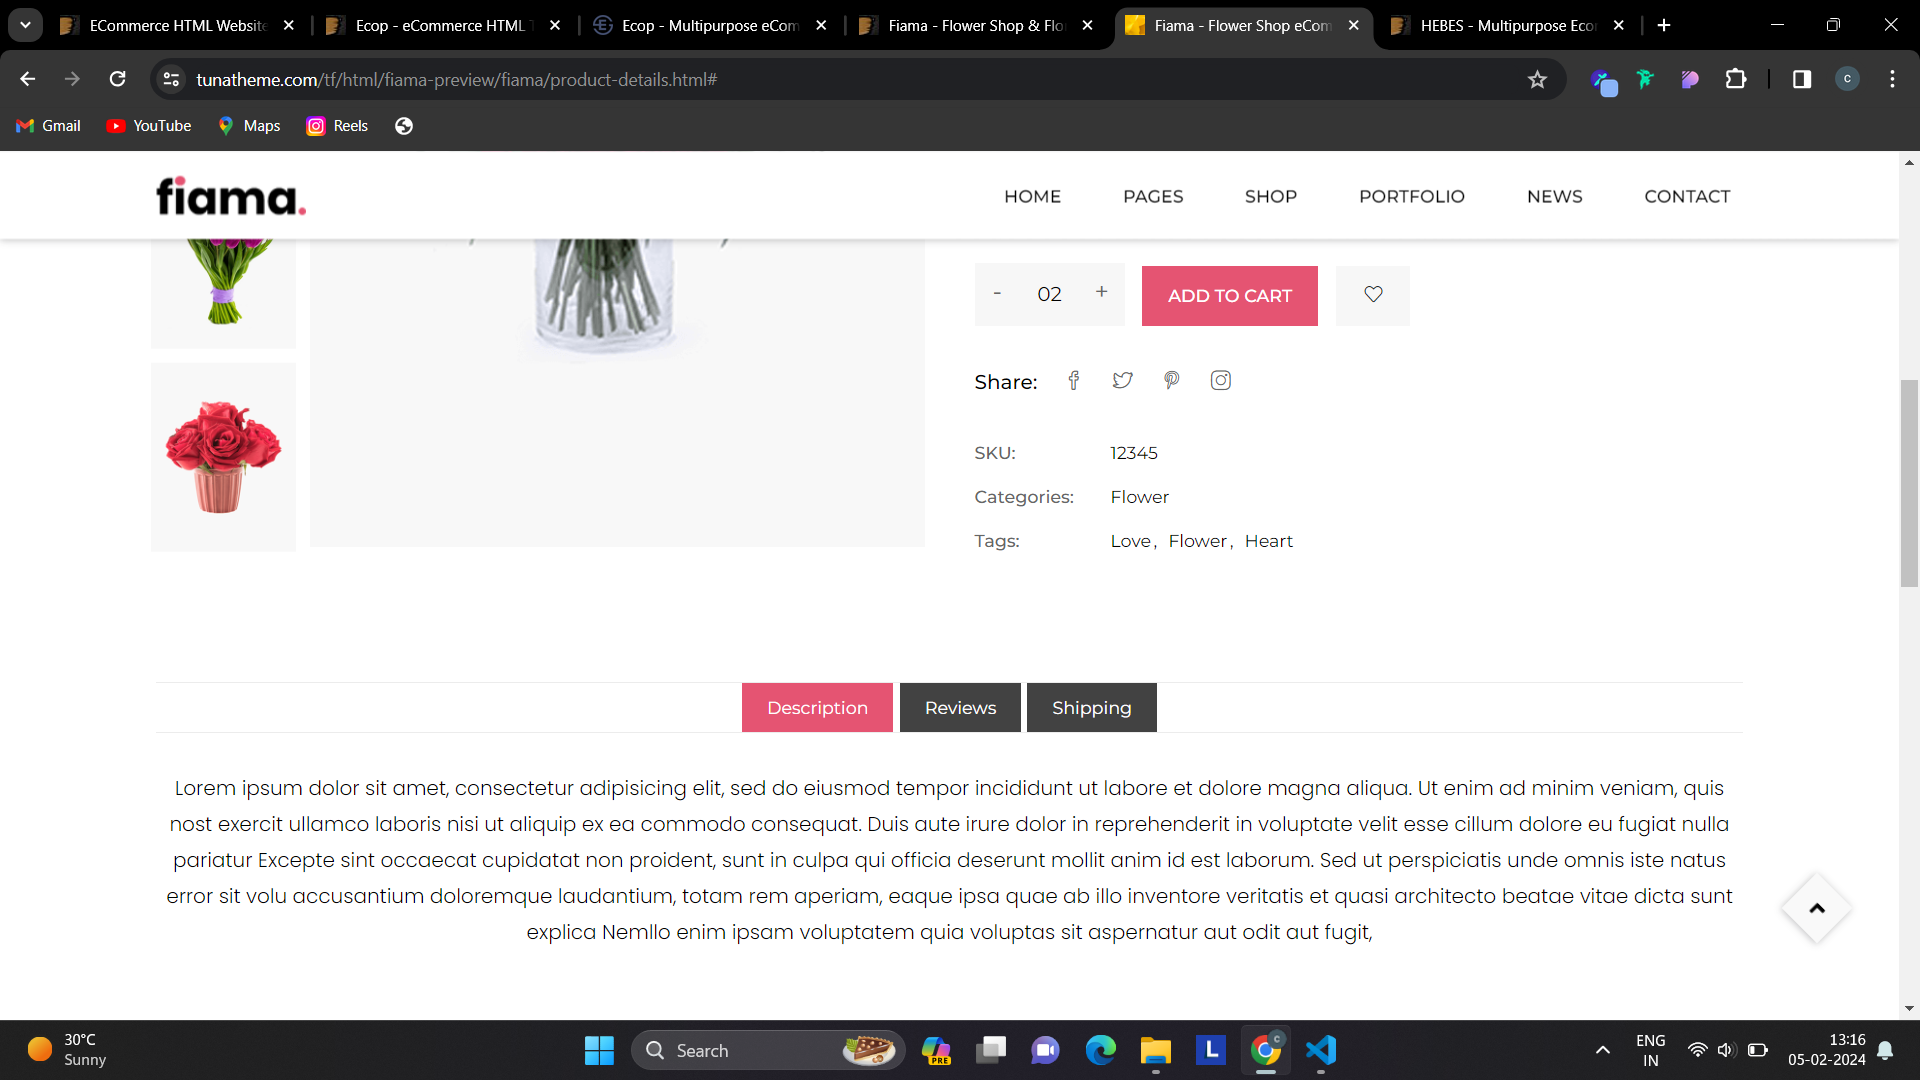 ECommerce HTML Website
Ecop - eCommerce HTML T
Ecop - Multipurpose eCom
Fiama - Flower Shop & Flo
Fiama - Flower Shop eCom
HEBES - Multipurpose Eco
tunatheme.com/tf/html/fiama-preview/fiama/product-details.html#
C
Gmail
YouTube
Maps
Reels
fiama.
HOME
PAGES
SHOP
PORTFOLIO
NEWS
CONTACT
- 02 +
ADD TO CART
Share:
SKU: 12345
Categories: Flower
Tags: Love, Flower, Heart
Description
Reviews
Shipping
Lorem ipsum dolor sit amet, consectetur adipisicing elit, sed do eiusmod tempor incididunt ut labore et dolore magna aliqua. Ut enim ad minim veniam, quis
nost exercit ullamco laboris nisi ut aliquip ex ea commodo consequat. Duis aute irure dolor in reprehenderit in voluptate velit esse cillum dolore eu fugiat nulla
pariatur Excepte sint occaecat cupidatat non proident, sunt in culpa qui officia deserunt mollit anim id est laborum. Sed ut perspiciatis unde omnis iste natus
error sit volu accusantium doloremque laudantium, totam rem aperiam, eaque ipsa quae ab illo inventore veritatis et quasi architecto beatae vitae dicta sunt
explica Nemllo enim ipsam voluptatem quia voluptas sit aspernatur aut odit aut fugit,
30°C
Sunny
Search
PRE
L
C
ENG
IN
13:16
05-02-2024